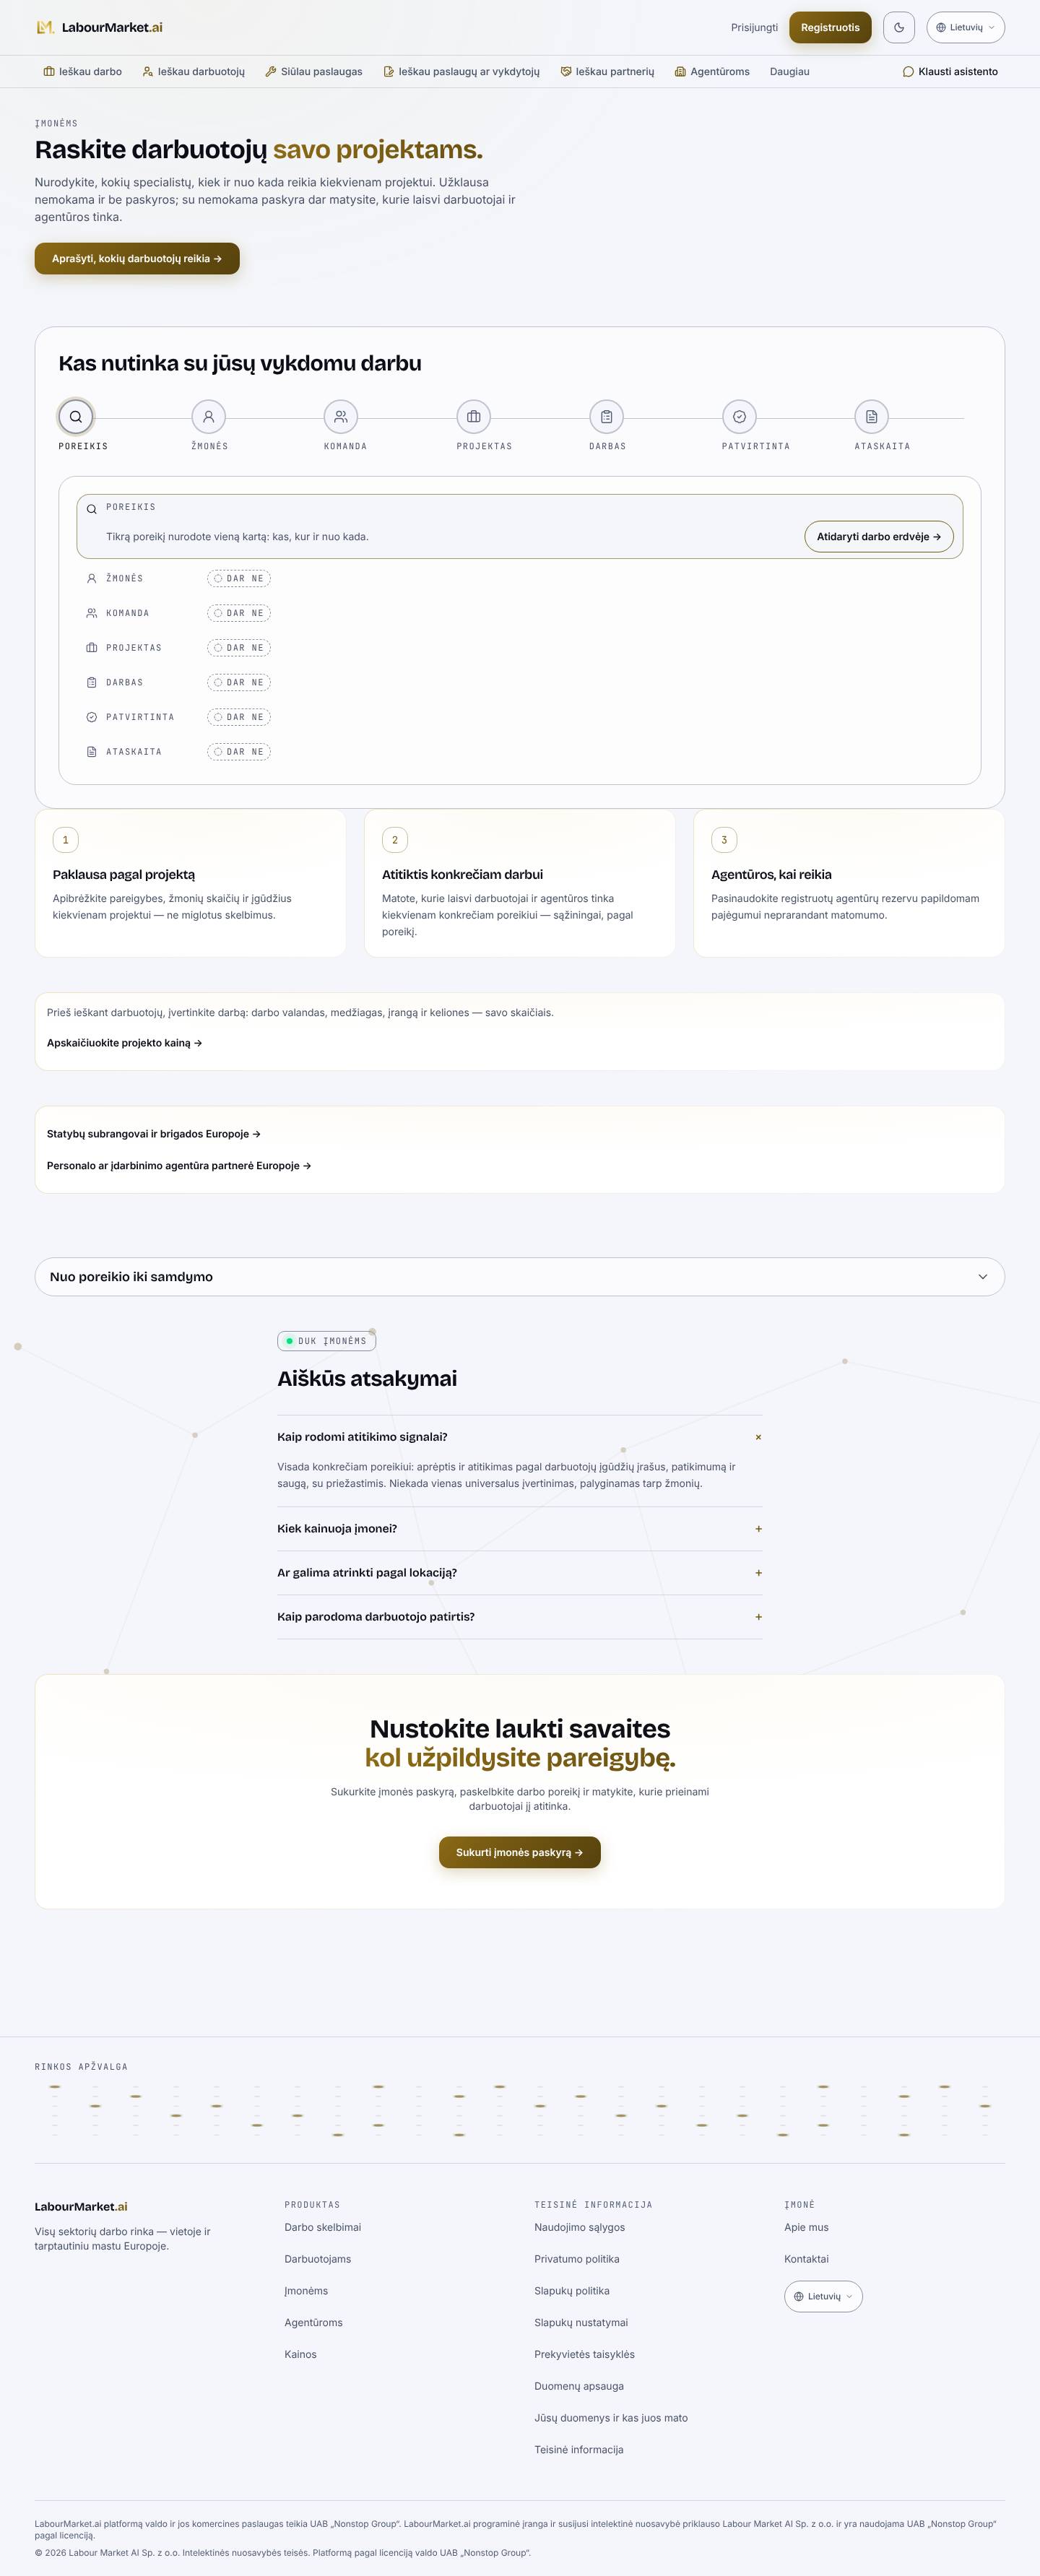 LabourMarket.ai
Prisijungti
Registruotis
Lietuvių
Ieškau darbo
Ieškau darbuotojų
Siūlau paslaugas
Ieškau paslaugų ar vykdytojų
Ieškau partnerių
Agentūroms
Daugiau
Klausti asistento
ĮMONĖMS
Raskite darbuotojų savo projektams.
Nurodykite, kokių specialistų, kiek ir nuo kada reikia kiekvienam projektui. Užklausa
nemokama ir be paskyros; su nemokama paskyra dar matysite, kurie laisvi darbuotojai ir
agentūros tinka.
Aprašyti, kokių darbuotojų reikia →
Kas nutinka su jūsų vykdomu darbu
POREIKIS
ŽMONĖS
KOMANDA
PROJEKTAS
DARBAS
PATVIRTINTA
ATASKAITA
POREIKIS
Tikrą poreikį nurodote vieną kartą: kas, kur ir nuo kada.
Atidaryti darbo erdvėje →
ŽMONĖS DAR NE
KOMANDA DAR NE
PROJEKTAS DAR NE
DARBAS DAR NE
PATVIRTINTA DAR NE
ATASKAITA DAR NE
1
Paklausa pagal projektą
Apibrėžkite pareigybes, žmonių skaičių ir įgūdžius
kiekvienam projektui — ne miglotus skelbimus.
2
Atitiktis konkrečiam darbui
Matote, kurie laisvi darbuotojai ir agentūros tinka
kiekvienam konkrečiam poreikiui — sąžiningai, pagal
poreikį.
3
Agentūros, kai reikia
Pasinaudokite registruotų agentūrų rezervu papildomam
pajėgumui neprarandant matomumo.
Prieš ieškant darbuotojų, įvertinkite darbą: darbo valandas, medžiagas, įrangą ir keliones — savo skaičiais.
Apskaičiuokite projekto kainą →
Statybų subrangovai ir brigados Europoje →
Personalo ar įdarbinimo agentūra partnerė Europoje →
Nuo poreikio iki samdymo
DUK ĮMONĖMS
Aiškūs atsakymai
Kaip rodomi atitikimo signalai? ×
Visada konkrečiam poreikiui: aprėptis ir atitikimas pagal darbuotojų įgūdžių įrašus, patikimumą ir
saugą, su priežastimis. Niekada vienas universalus įvertinimas, palyginamas tarp žmonių.
Kiek kainuoja įmonei? +
Ar galima atrinkti pagal lokaciją? +
Kaip parodoma darbuotojo patirtis? +
Nustokite laukti savaites
kol užpildysite pareigybę.
Sukurkite įmonės paskyrą, paskelbkite darbo poreikį ir matykite, kurie prieinami
darbuotojai jį atitinka.
Sukurti įmonės paskyrą →
RINKOS APŽVALGA
LabourMarket.ai
Visų sektorių darbo rinka — vietoje ir
tarptautiniu mastu Europoje.
PRODUKTAS
Darbo skelbimai
Darbuotojams
Įmonėms
Agentūroms
Kainos
TEISINĖ INFORMACIJA
Naudojimo sąlygos
Privatumo politika
Slapukų politika
Slapukų nustatymai
Prekyvietės taisyklės
Duomenų apsauga
Jūsų duomenys ir kas juos mato
Teisinė informacija
ĮMONĖ
Apie mus
Kontaktai
Lietuvių
LabourMarket.ai platformą valdo ir jos komercines paslaugas teikia UAB „Nonstop Group“. LabourMarket.ai programinė įranga ir susijusi intelektinė nuosavybė priklauso Labour Market AI Sp. z o.o. ir yra naudojama UAB „Nonstop Group“
pagal licenciją.
© 2026 Labour Market AI Sp. z o.o. Intelektinės nuosavybės teisės. Platformą pagal licenciją valdo UAB „Nonstop Group“.